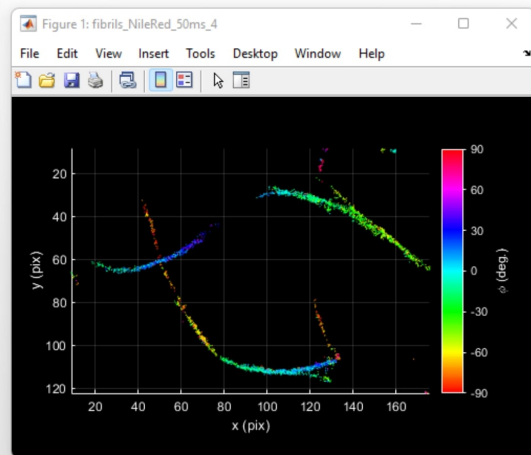 Figure 1: fibrils_NileRed_50ms_4
File Edit View Insert Tools Desktop Window Help
90
60
30
0
-30
-60
-90
ϕ (deg.)
20
40
60
80
100
120
y (pix)
20 40 60 80 100 120 140 160
x (pix)